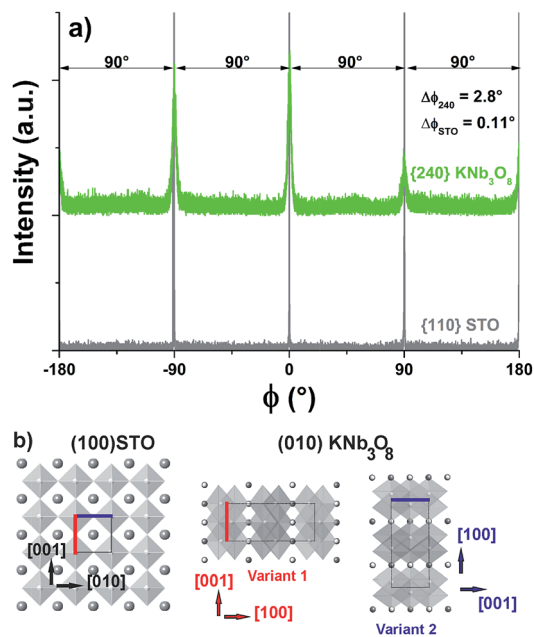 a)
Intensity (a.u.)
90° 90° 90° 90°
Δϕ240 = 2.8°
ΔϕSTO = 0.11°
{240} KNb3O8
{110} STO
-180 -90 0 90 180
ϕ (°)
b) (100)STO (010) KNb3O8
[001]
[010]
[001] Variant 1
[100]
[100]
[001]
Variant 2